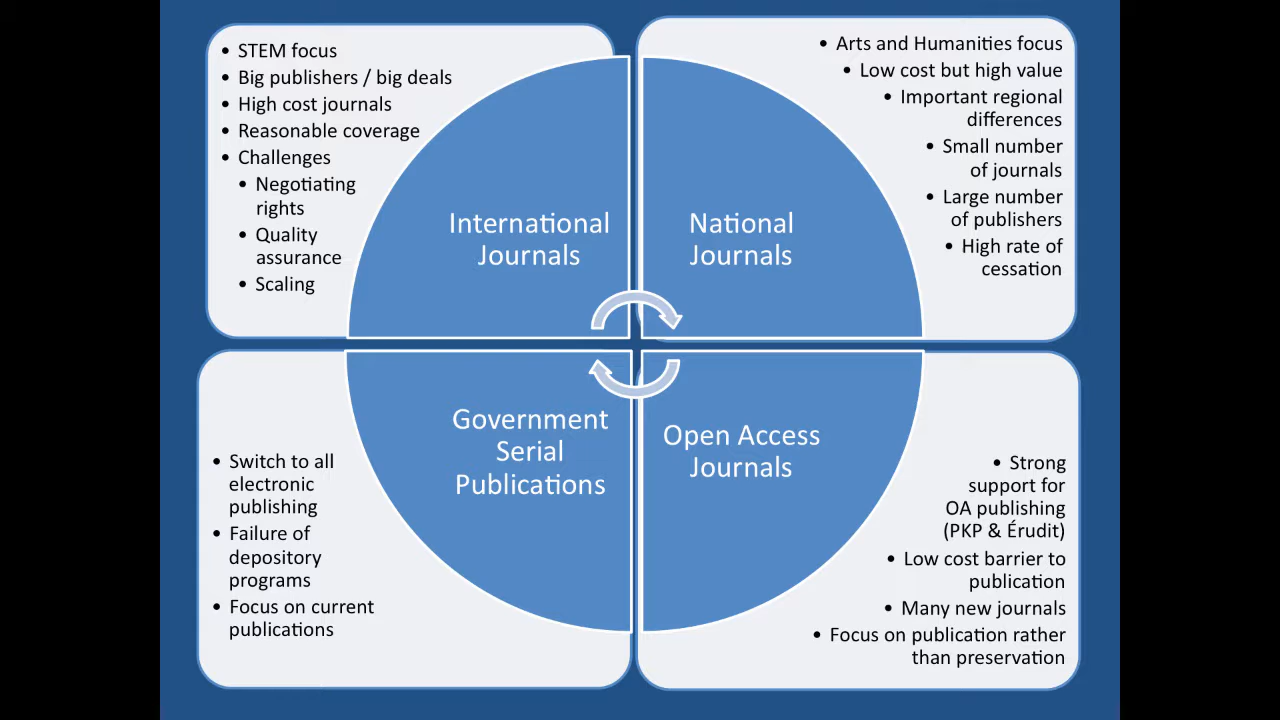 • STEM focus
• Big publishers / big deals
• High cost journals
• Reasonable coverage
• Challenges
• Negotiating
rights
• Quality
assurance
• Scaling
International
Journals
• Arts and Humanities focus
• Low cost but high value
• Important regional
differences
• Small number
of journals
• Large number
of publishers
• High rate of
cessation
National
Journals
• Switch to all
electronic
publishing
• Failure of
depository
programs
• Focus on current
publications
Government
Serial
Publications
Open Access
Journals
• Strong
support for
OA publishing
(PKP & Érudit)
• Low cost barrier to
publication
• Many new journals
• Focus on publication rather
than preservation